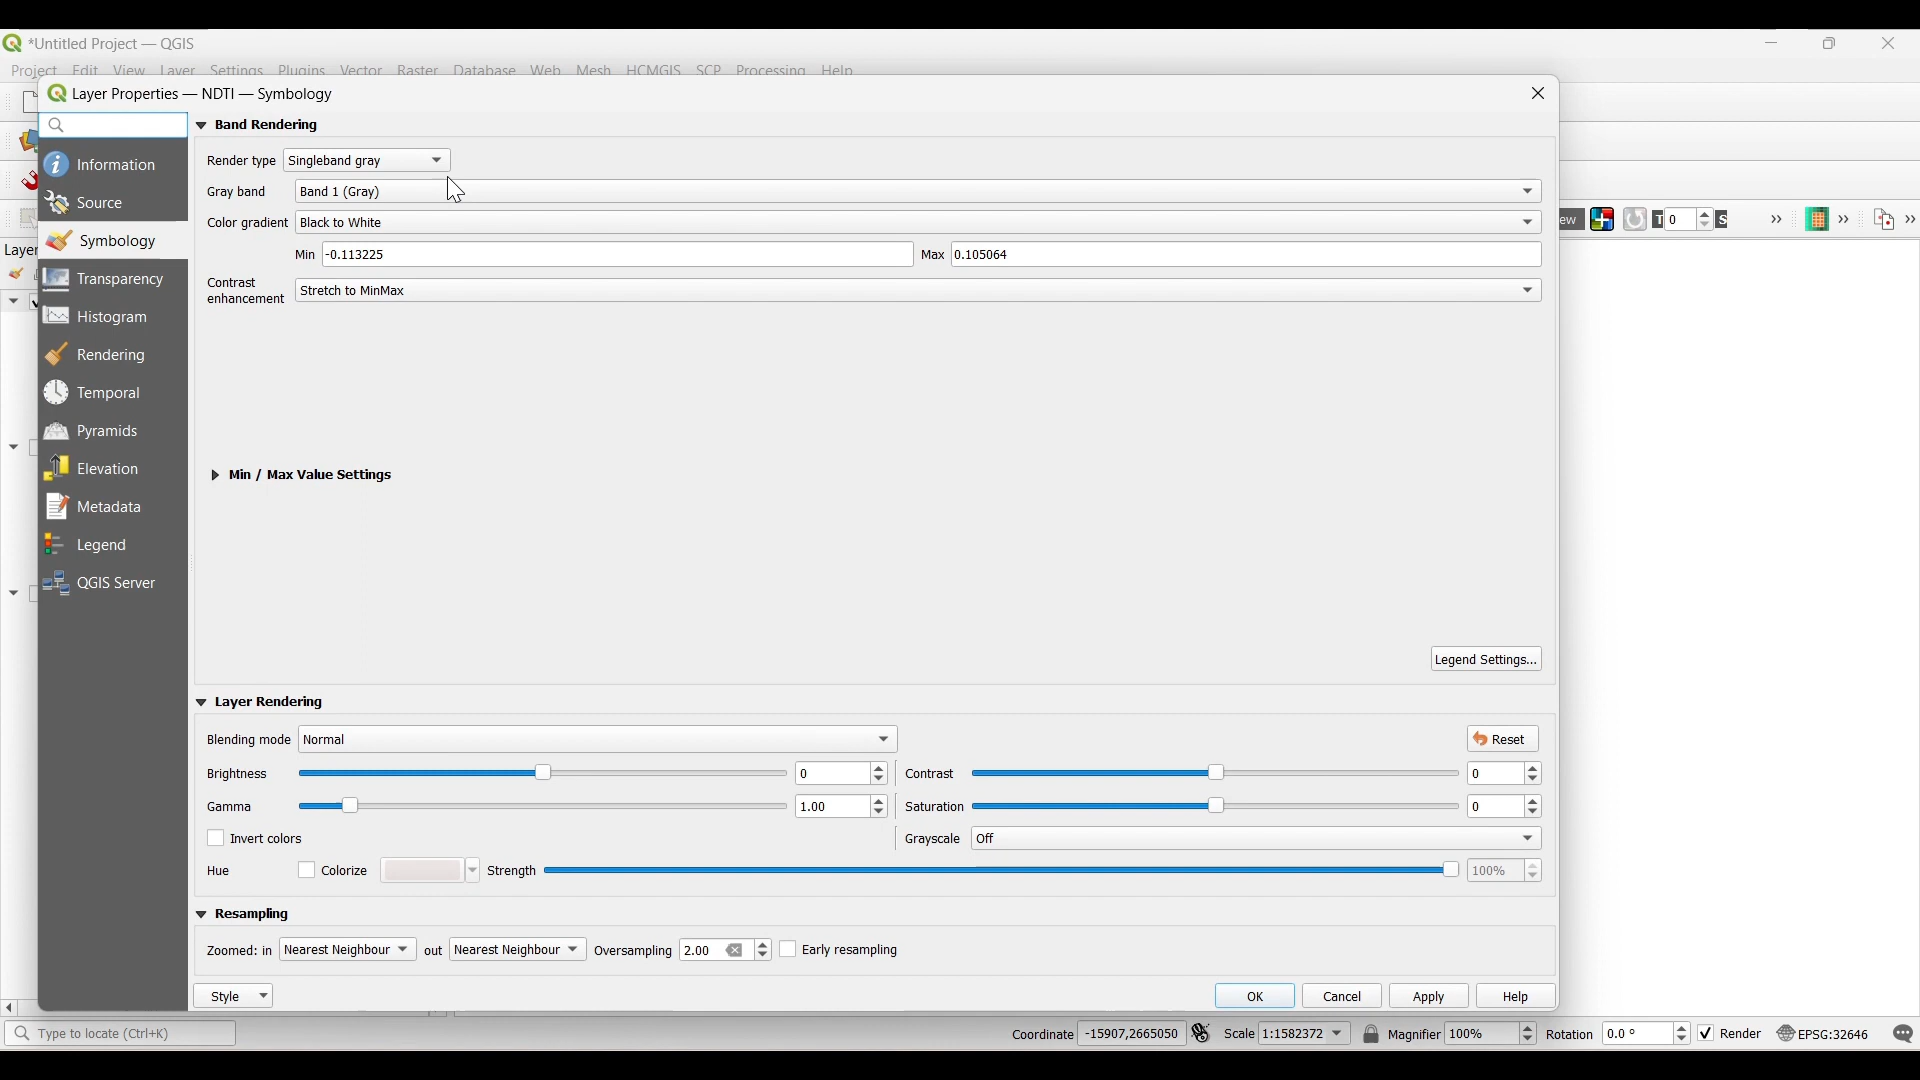 *Untitled Project — QGIS
Project Edit View Layer Settings Plugins Vector Raster Database Web Mesh HCMGIS SCP Processing Help
Layer Properties — NDTI — Symbology
Information
Source
Symbology
Transparency
Histogram
Rendering
Temporal
Pyramids
Elevation
Metadata
Legend
QGIS Server
Band Rendering
Render type Singleband gray
Gray band Band 1 (Gray)
Color gradient Black to White
Min -0.113225 Max 0.105064
Contrast
enhancement Stretch to MinMax
Min / Max Value Settings
Legend Settings...
Layer Rendering
Blending mode Normal Reset
Brightness 0 Contrast 0
Gamma 1.00 Saturation 0
Invert colors Grayscale Off
Hue Colorize Strength 100%
Resampling
Zoomed: in Nearest Neighbour out Nearest Neighbour Oversampling 2.00 Early resampling
Style OK Cancel Apply Help
T 0 S
Type to locate (Ctrl+K) Coordinate -15907,2665050 Scale 1:1582372 Magnifier 100% Rotation 0.0 ° Render EPSG:32646